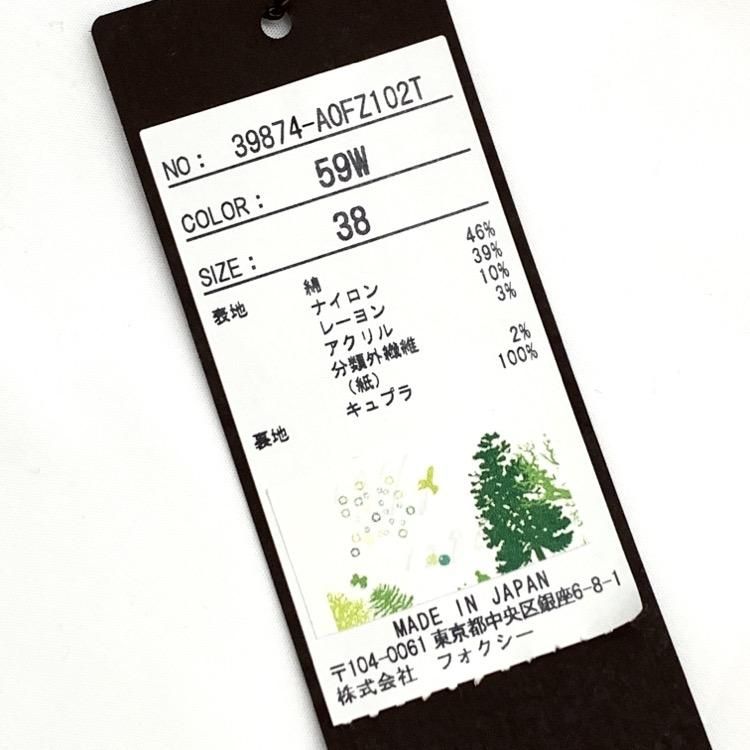 NO: 39874-A0FZ102T
COLOR: 59W
SIZE: 38
表地 綿 46%
ナイロン 39%
レーヨン 10%
アクリル 3%
分類外繊維
(紙) 2%
裏地 キュプラ 100%
MADE IN JAPAN
〒104-0061 東京都中央区銀座6-8-1
株式会社 フォクシー